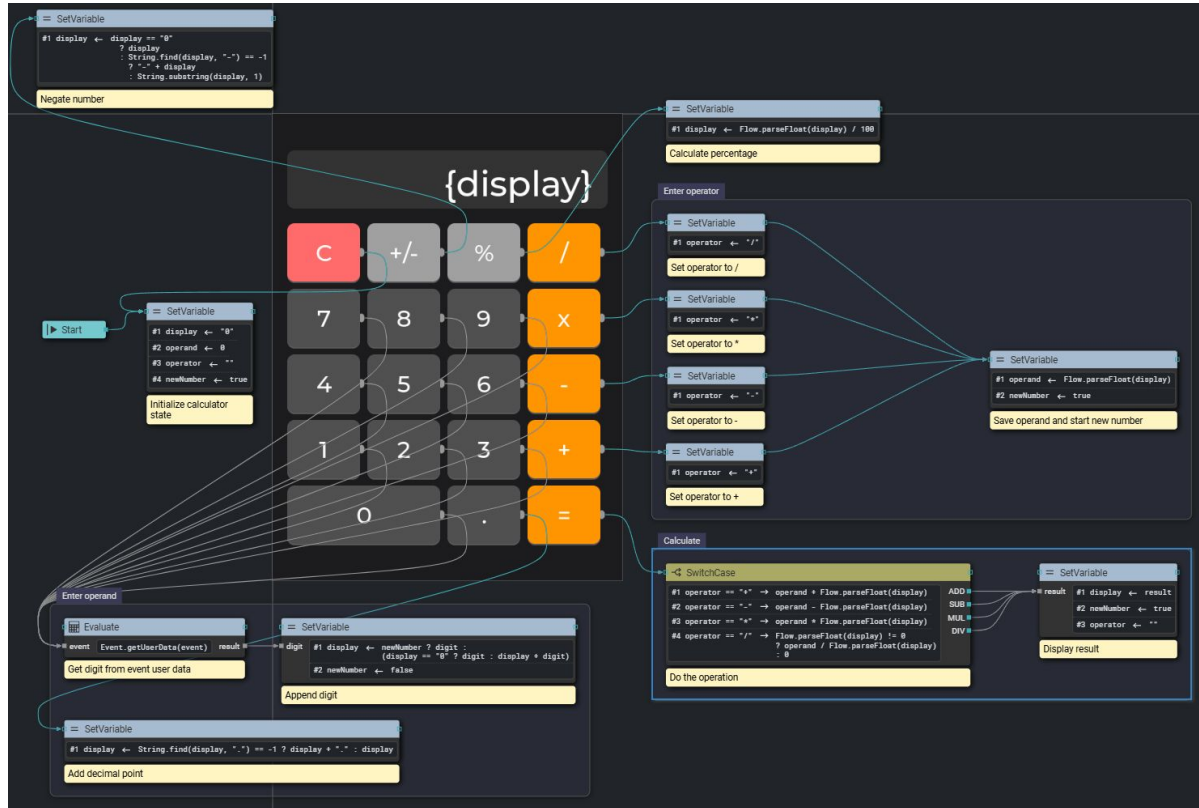 = SetVariable
#1 display ← display == "0"
? display
: String.find(display, "-") == -1
? "-" + display
: String.substring(display, 1)
Negate number
= SetVariable
#1 display ← Flow.parseFloat(display) / 100
Calculate percentage
{display}
C +/- % /
7 8 9 x
4 5 6 -
1 2 3 +
0 . =
Start
= SetVariable
#1 display ← "0"
#2 operand ← 0
#3 operator ← ""
#4 newNumber ← true
Initialize calculator
state
Enter operator
= SetVariable
#1 operator ← "/"
Set operator to /
= SetVariable
#1 operator ← "*"
Set operator to *
= SetVariable
#1 operator ← "-"
Set operator to -
= SetVariable
#1 operator ← "+"
Set operator to +
= SetVariable
#1 operand ← Flow.parseFloat(display)
#2 newNumber ← true
Save operand and start new number
Enter operand
Evaluate
event Event.getUserData(event) result
Get digit from event user data
= SetVariable
digit #1 display ← newNumber ? digit :
(display == "0" ? digit : display + digit)
#2 newNumber ← false
Append digit
= SetVariable
#1 display ← String.find(display, ".") == -1 ? display + "." : display
Add decimal point
Calculate
SwitchCase
#1 operator == "+" → operand + Flow.parseFloat(display) ADD
#2 operator == "-" → operand - Flow.parseFloat(display) SUB
#3 operator == "*" → operand * Flow.parseFloat(display) MUL
#4 operator == "/" → Flow.parseFloat(display) != 0 DIV
? operand / Flow.parseFloat(display)
: 0
Do the operation
= SetVariable
result #1 display ← result
#2 newNumber ← true
#3 operator ← ""
Display result